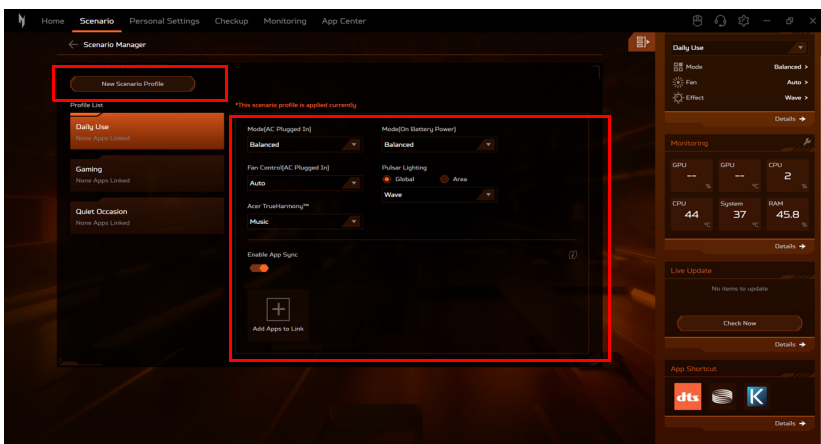 Home Scenario Personal Settings Checkup Monitoring App Center
Scenario Manager
New Scenario Profile
Profile List
Daily Use
None Apps Linked
Gaming
None Apps Linked
Quiet Occasion
None Apps Linked
*This scenario profile is applied currently
Mode(AC Plugged In)
Balanced
Mode(On Battery Power)
Balanced
Fan Control(AC Plugged In)
Auto
Pulsar Lighting
Global Area
Wave
Acer TrueHarmony™
Music
Enable App Sync
Add Apps to Link
Daily Use
Mode Balanced >
Fan Auto >
Effect Wave >
Details →
Monitoring
GPU -- %
GPU -- °C
CPU 2 %
CPU 44 °C
System 37 °C
RAM 45.8 %
Details →
Live Update
No items to update
Check Now
Details →
App Shortcut
dts
K
Details →